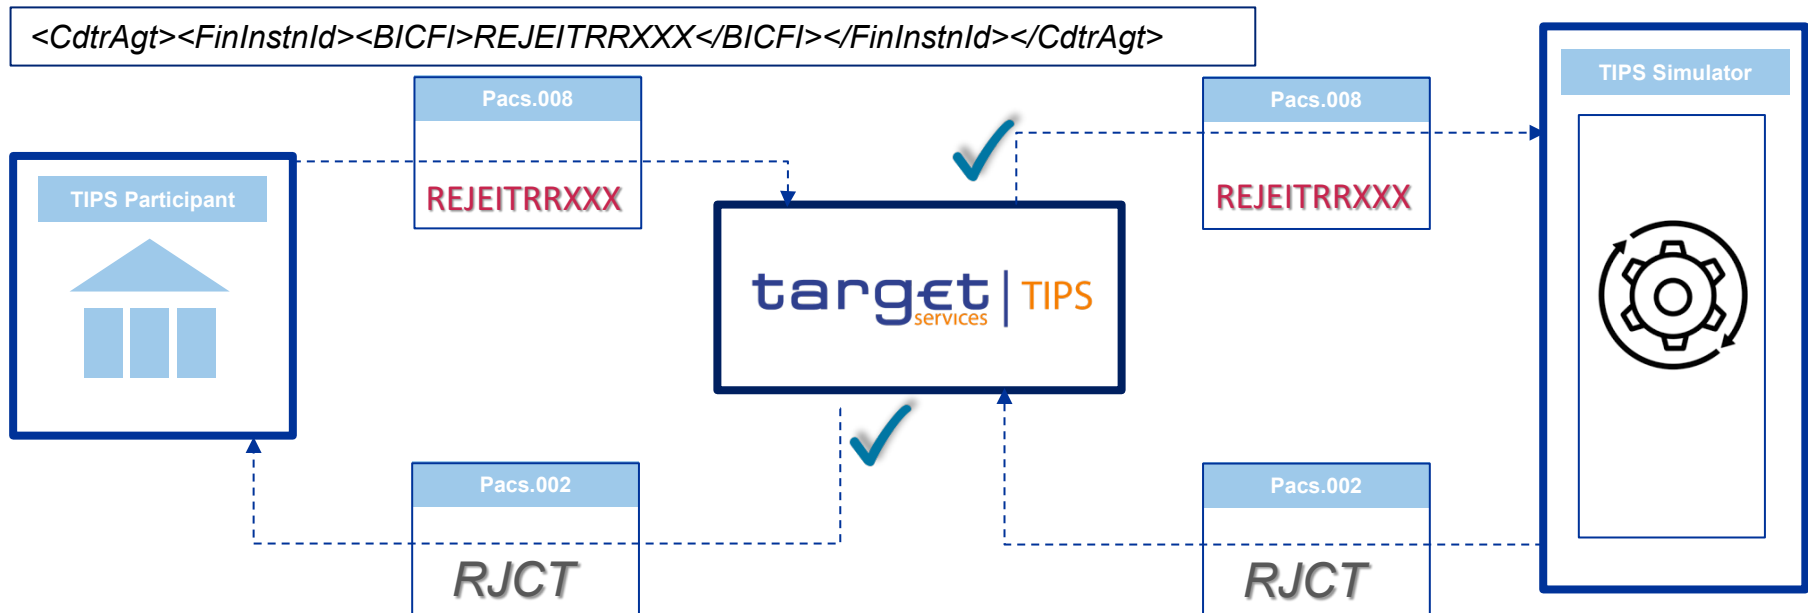 <CdtrAgt><FinInstnId><BICFI>REJEITRRXXX</BICFI></FinInstnId></CdtrAgt>
Pacs.008
Pacs.008
TIPS Simulator
TIPS Participant
REJEITRRXXX
REJEITRRXXX
target services | TIPS
Pacs.002
Pacs.002
RJCT
RJCT